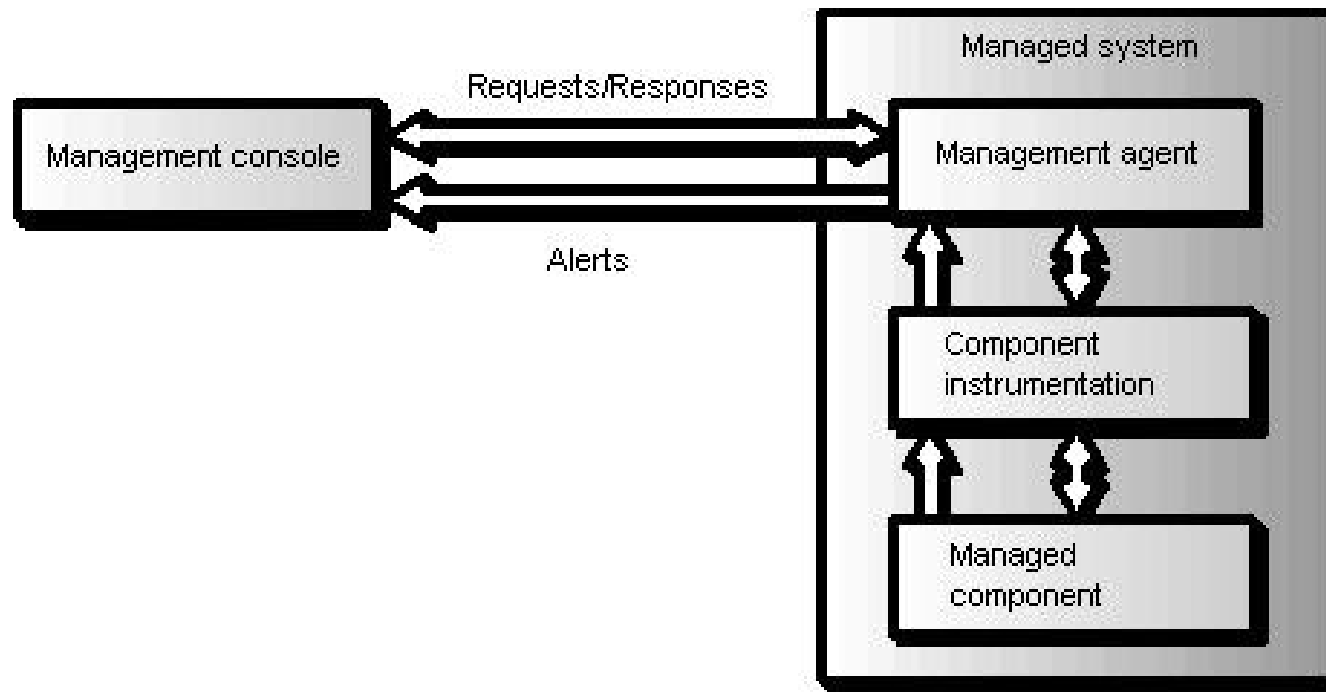 Managed system
Requests/Responses
Management console
Management agent
Alerts
Component
instrumentation
Managed
component